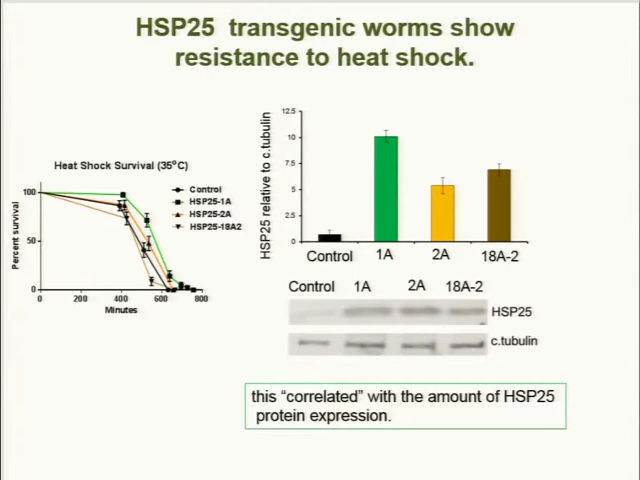 HSP25 transgenic worms show
resistance to heat shock.
Heat Shock Survival (35°C)
Percent survival
100
50
0
0 200 400 600 800
Minutes
Control
HSP25-1A
HSP25-2A
HSP25-18A2
HSP25 relative to c.tubulin
12.5
10
7.5
5
2.5
0
Control 1A 2A 18A-2
Control 1A 2A 18A-2
HSP25
c.tubulin
this “correlated” with the amount of HSP25
protein expression.